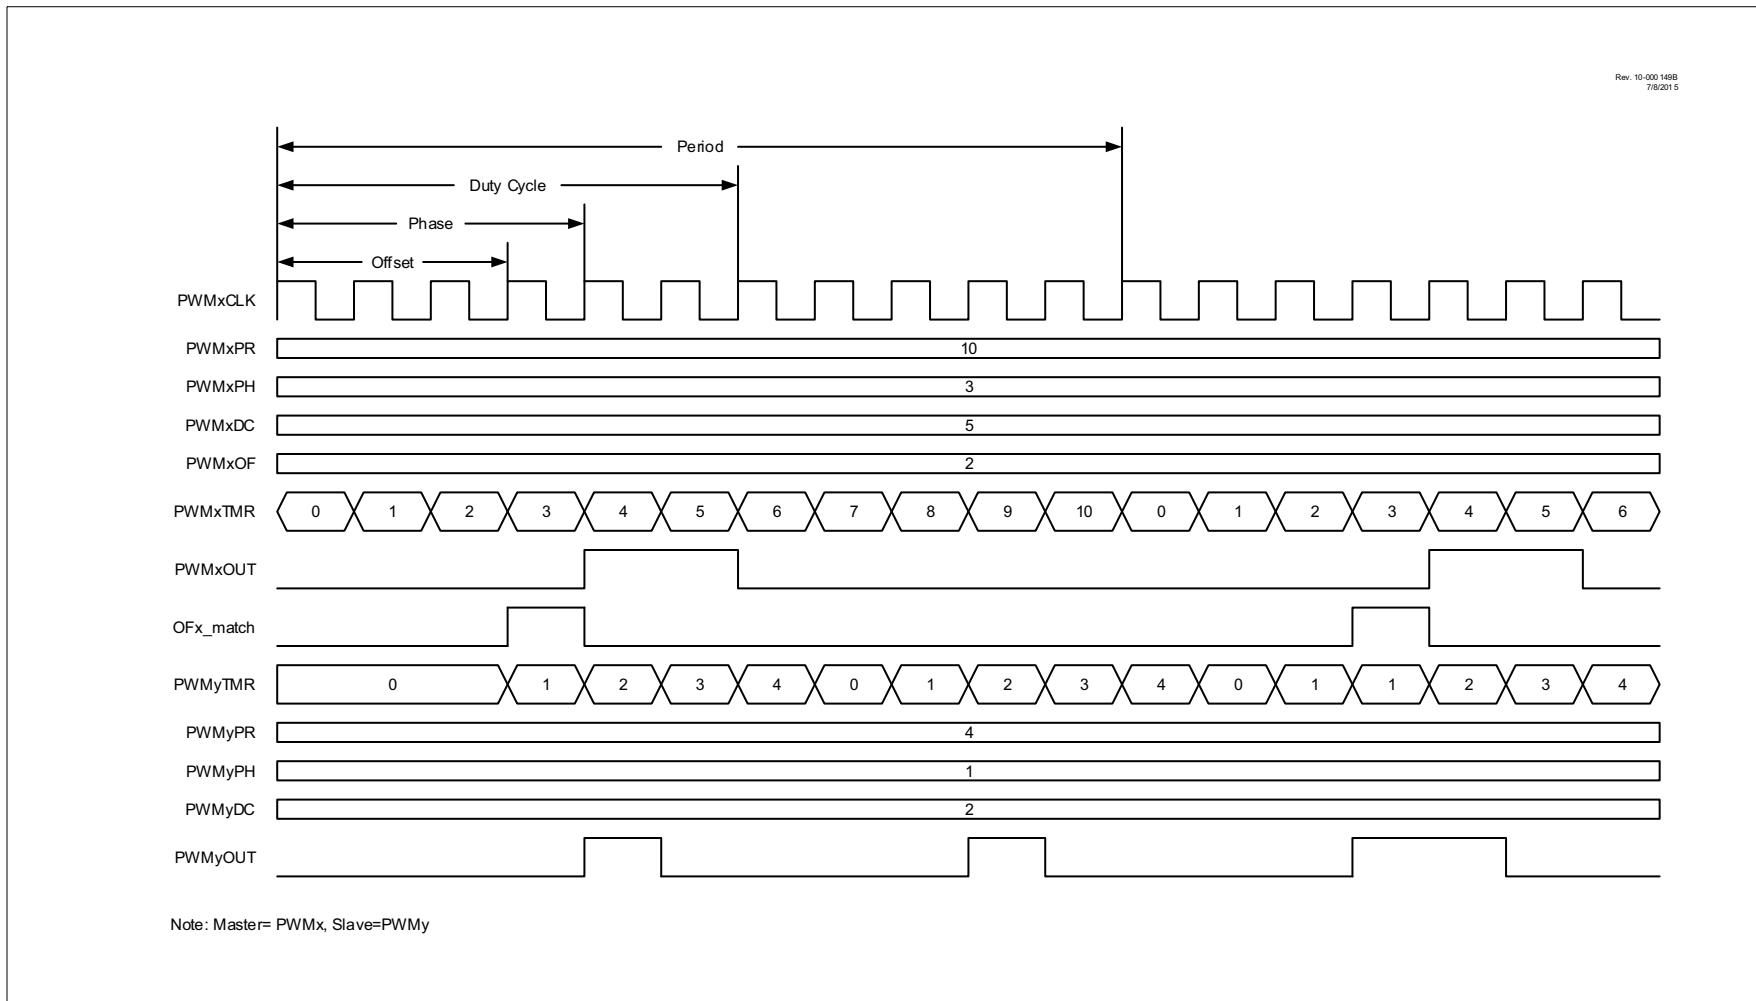 Rev. 10-000 149B
7/8/201 5
Period
Duty Cycle
Phase
Offset
PWMxCLK
PWMxPR 10
PWMxPH 3
PWMxDC 5
PWMxOF 2
PWMxTMR 0 1 2 3 4 5 6 7 8 9 10 0 1 2 3 4 5 6
PWMxOUT
OFx_match
PWMyTMR 0 1 2 3 4 0 1 2 3 4 0 1 1 2 3 4
PWMyPR 4
PWMyPH 1
PWMyDC 2
PWMyOUT
Note: Master= PWMx, Slave=PWMy